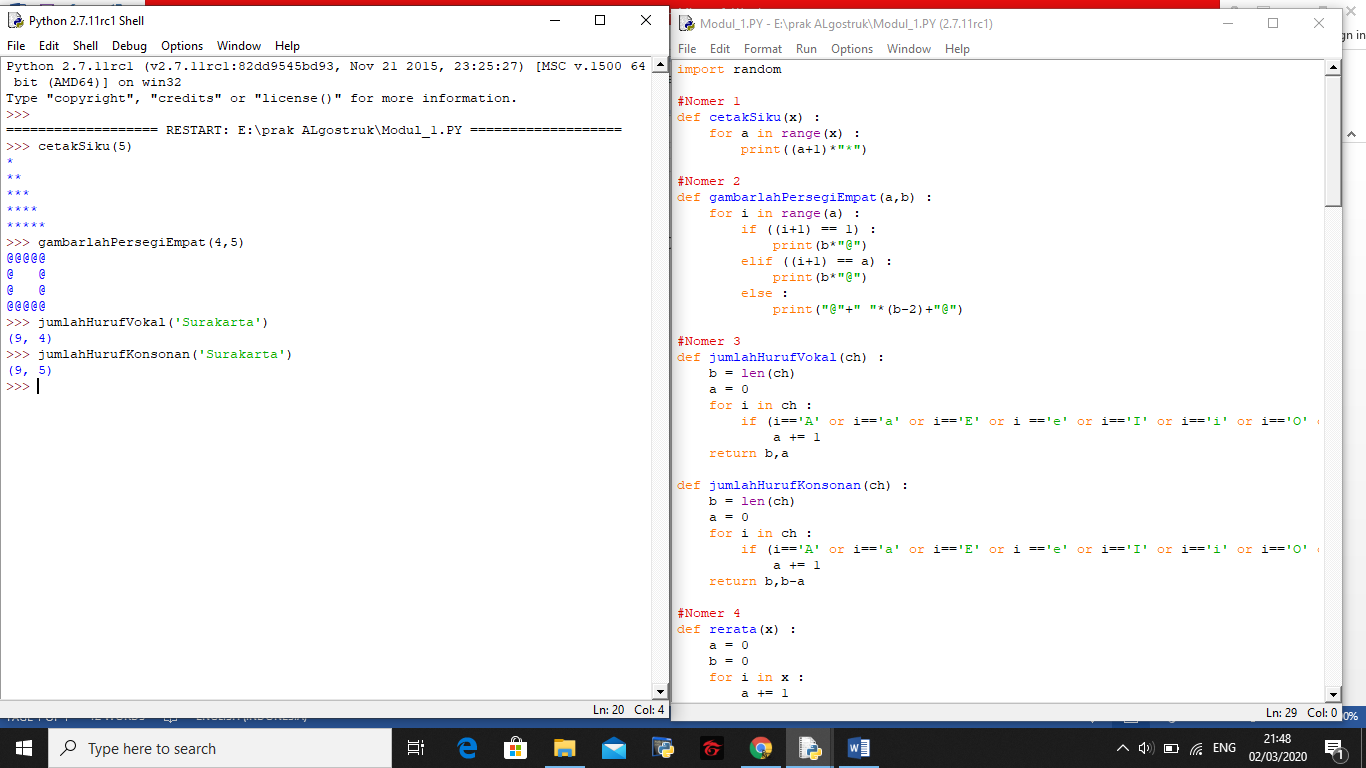 Python 2.7.11rc1 Shell
File Edit Shell Debug Options Window Help
Python 2.7.11rc1 (v2.7.11rc1:82dd9545bd93, Nov 21 2015, 23:25:27) [MSC v.1500 64
 bit (AMD64)] on win32
Type "copyright", "credits" or "license()" for more information.
>>>
=================== RESTART: E:\prak ALgostruk\Modul_1.PY ===================
>>> cetakSiku(5)
*
**
***
****
*****
>>> gambarlahPersegiEmpat(4,5)
@@@@@
@   @
@   @
@@@@@
>>> jumlahHurufVokal('Surakarta')
(9, 4)
>>> jumlahHurufKonsonan('Surakarta')
(9, 5)
>>>
Ln: 20 Col: 4
Modul_1.PY - E:\prak ALgostruk\Modul_1.PY (2.7.11rc1)
File Edit Format Run Options Window Help
import random
#Nomer 1
def cetakSiku(x) :
    for a in range(x) :
        print((a+1)*"*")
#Nomer 2
def gambarlahPersegiEmpat(a,b) :
    for i in range(a) :
        if ((i+1) == 1) :
            print(b*"@")
        elif ((i+1) == a) :
            print(b*"@")
        else :
            print("@"+" "*(b-2)+"@")
#Nomer 3
def jumlahHurufVokal(ch) :
    b = len(ch)
    a = 0
    for i in ch :
        if (i=='A' or i=='a' or i=='E' or i =='e' or i=='I' or i=='i' or i=='O'
            a += 1
    return b,a
def jumlahHurufKonsonan(ch) :
    b = len(ch)
    a = 0
    for i in ch :
        if (i=='A' or i=='a' or i=='E' or i =='e' or i=='I' or i=='i' or i=='O'
            a += 1
    return b,b-a
#Nomer 4
def rerata(x) :
    a = 0
    b = 0
    for i in x :
        a += 1
Ln: 29 Col: 0
Type here to search
ENG
21:48
02/03/2020
1